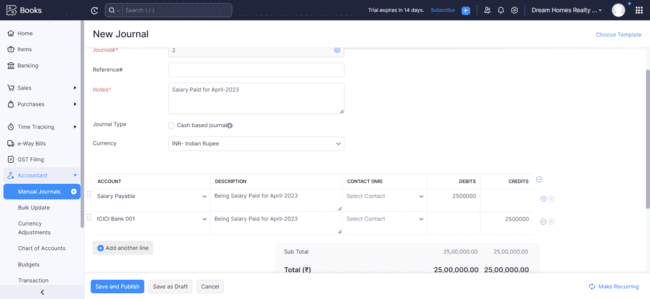 Books
Search ( / )
Trial expires in 14 days.
Subscribe
Dream Homes Realty ...
Home
Items
Banking
Sales
Purchases
Time Tracking
e-Way Bills
GST Filing
Accountant
Manual Journals
Bulk Update
Currency
Adjustments
Chart of Accounts
Budgets
Transaction
New Journal
Choose Template
Journal#*
2
Reference#
Notes*
Salary Paid for April-2023
Journal Type
Cash based journal
Currency
INR- Indian Rupee
ACCOUNT DESCRIPTION CONTACT (INR) DEBITS CREDITS
Salary Payable Being Salary Paid for April-2023 Select Contact 2500000
ICICI Bank 001 Being Salary Paid for April-2023 Select Contact 2500000
Add another line
Sub Total 25,00,000.00 25,00,000.00
Total (₹) 25,00,000.00 25,00,000.00
Save and Publish
Save as Draft
Cancel
Make Recurring